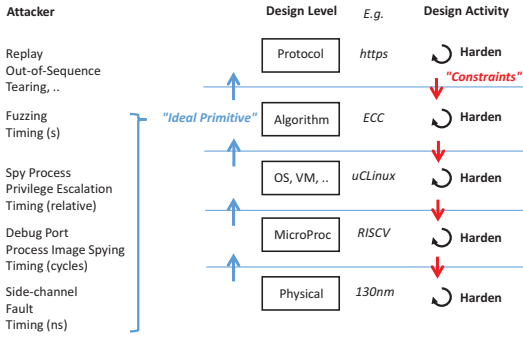 Attacker
Design Level
E.g.
Design Activity
Replay
Out-of-Sequence
Tearing, ..
Protocol
https
Harden
"Constraints"
Fuzzing
Timing (s)
"Ideal Primitive"
Algorithm
ECC
Harden
Spy Process
Privilege Escalation
Timing (relative)
OS, VM, ..
uCLinux
Harden
Debug Port
Process Image Spying
Timing (cycles)
MicroProc
RISCV
Harden
Side-channel
Fault
Timing (ns)
Physical
130nm
Harden